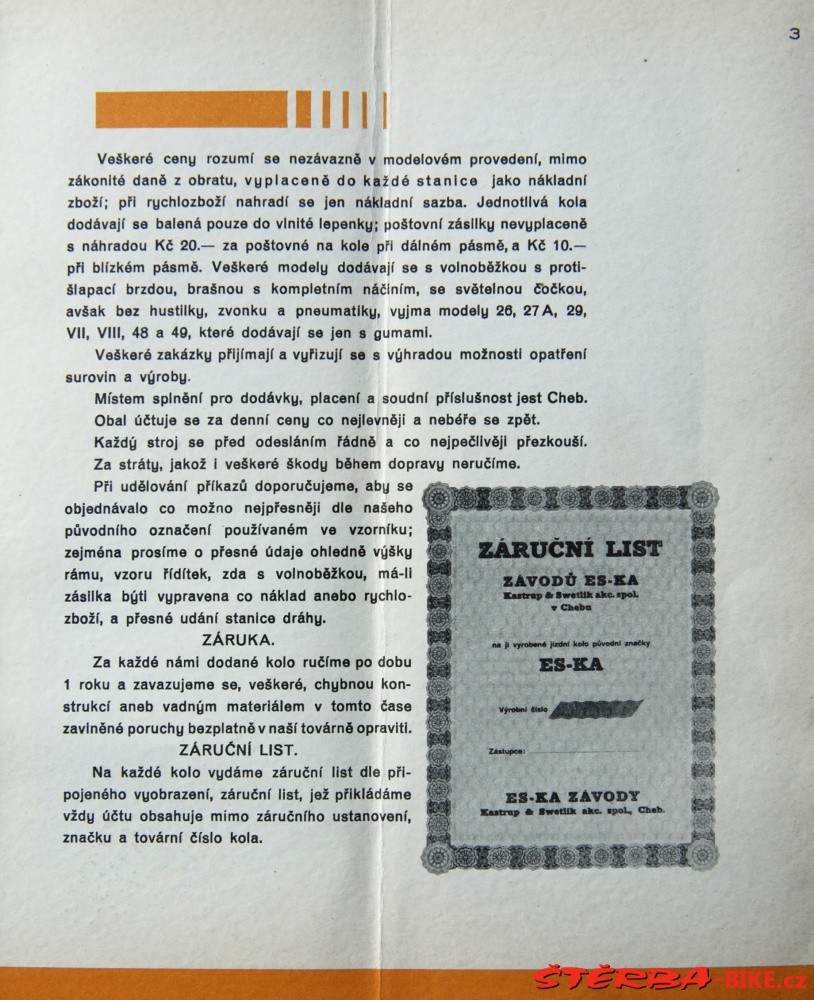 3
Veškeré ceny rozumí se nezávazně v modelovém provedení, mimo
zákonité daně z obratu, vyplaceně do každé stanice jako nákladní
zboží; při rychlozboží nahradí se jen nákladní sazba. Jednotlivá kola
dodávají se balená pouze do vlnité lepenky; poštovní zásilky nevyplaceně
s náhradou Kč 20.— za poštovné na kole při dálném pásmě, a Kč 10.—
při blízkém pásmě. Veškeré modely dodávají se s volnoběžkou s proti-
šlapací brzdou, brašnou s kompletním náčiním, se světelnou čočkou,
avšak bez hustilky, zvonku a pneumatiky, vyjma modely 26, 27A, 29,
VII, VIII, 48 a 49, které dodávají se jen s gumami.
Veškeré zakázky přijímají a vyřizují se s výhradou možnosti opatření
surovin a výroby.
Místem splnění pro dodávky, placení a soudní příslušnost jest Cheb.
Obal účtuje se za denní ceny co nejlevněji a nebéře se zpět.
Každý stroj se před odesláním řádně a co nejpečlivěji přezkouší.
Za stráty, jakož i veškeré škody během dopravy neručíme.
Při udělování příkazů doporučujeme, aby se
objednávalo co možno nejpřesněji dle našeho
původního označení používaném ve vzorníku;
zejména prosíme o přesné údaje ohledně výšky
rámu, vzoru řídítek, zda s volnoběžkou, má-li
zásilka býti vypravena co náklad anebo rychlo-
zboží, a přesné udání stanice dráhy.
ZÁRUKA.
Za každé námi dodané kolo ručíme po dobu
1 roku a zavazujeme se, veškeré, chybnou kon-
strukcí aneb vadným materiálem v tomto čase
zaviněné poruchy bezplatně v naší továrně opraviti.
ZÁRUČNÍ LIST.
Na každé kolo vydáme záruční list dle při-
pojeného vyobrazení, záruční list, jež přikládáme
vždy účtu obsahuje mimo záručního ustanovení,
značku a tovární číslo kola.
ZÁRUČNÍ LIST
ZÁVODŮ ES-KA
Kastrup & Swetlik akc. spol.
v Chebu
na jí vyrobené jízdní kolo původní značky
ES-KA
Výrobní číslo
Zástupce:
ES-KA ZÁVODY
Kastrup & Swetlik akc. spol., Cheb.
ŠTĚRBA-BIKE.cz